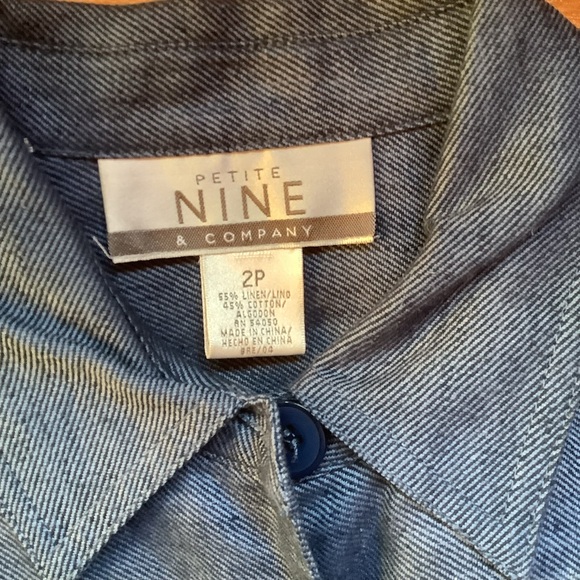 PETITE
NINE
& COMPANY
2P
55% LINEN/LINO
45% COTTON/
ALGODON
RN 54050
MADE IN CHINA/
HECHO EN CHINA